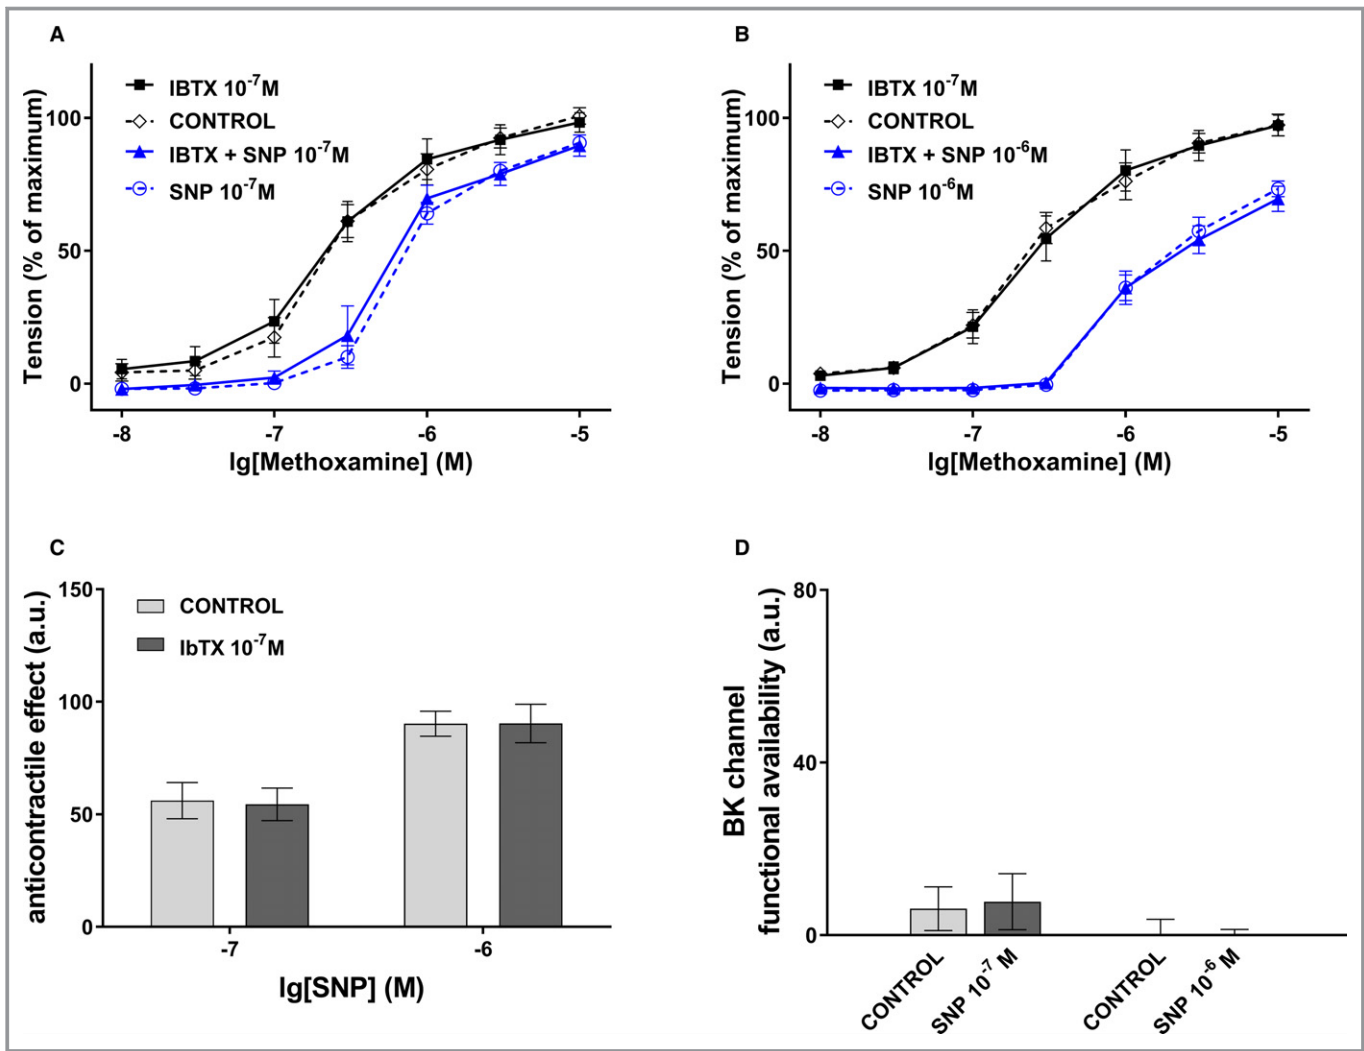 A
IBTX 10⁻⁷M
CONTROL
IBTX + SNP 10⁻⁷M
SNP 10⁻⁷M
Tension (% of maximum)
100
50
0
-8 -7 -6 -5
lg[Methoxamine] (M)
B
IBTX 10⁻⁷M
CONTROL
IBTX + SNP 10⁻⁶M
SNP 10⁻⁶M
Tension (% of maximum)
100
50
0
-8 -7 -6 -5
lg[Methoxamine] (M)
C
CONTROL
IbTX 10⁻⁷M
anticontractile effect (a.u.)
150
100
50
0
-7 -6
lg[SNP] (M)
D
BK channel
functional availability (a.u.)
80
40
0
CONTROL
SNP 10⁻⁷ M
CONTROL
SNP 10⁻⁶ M